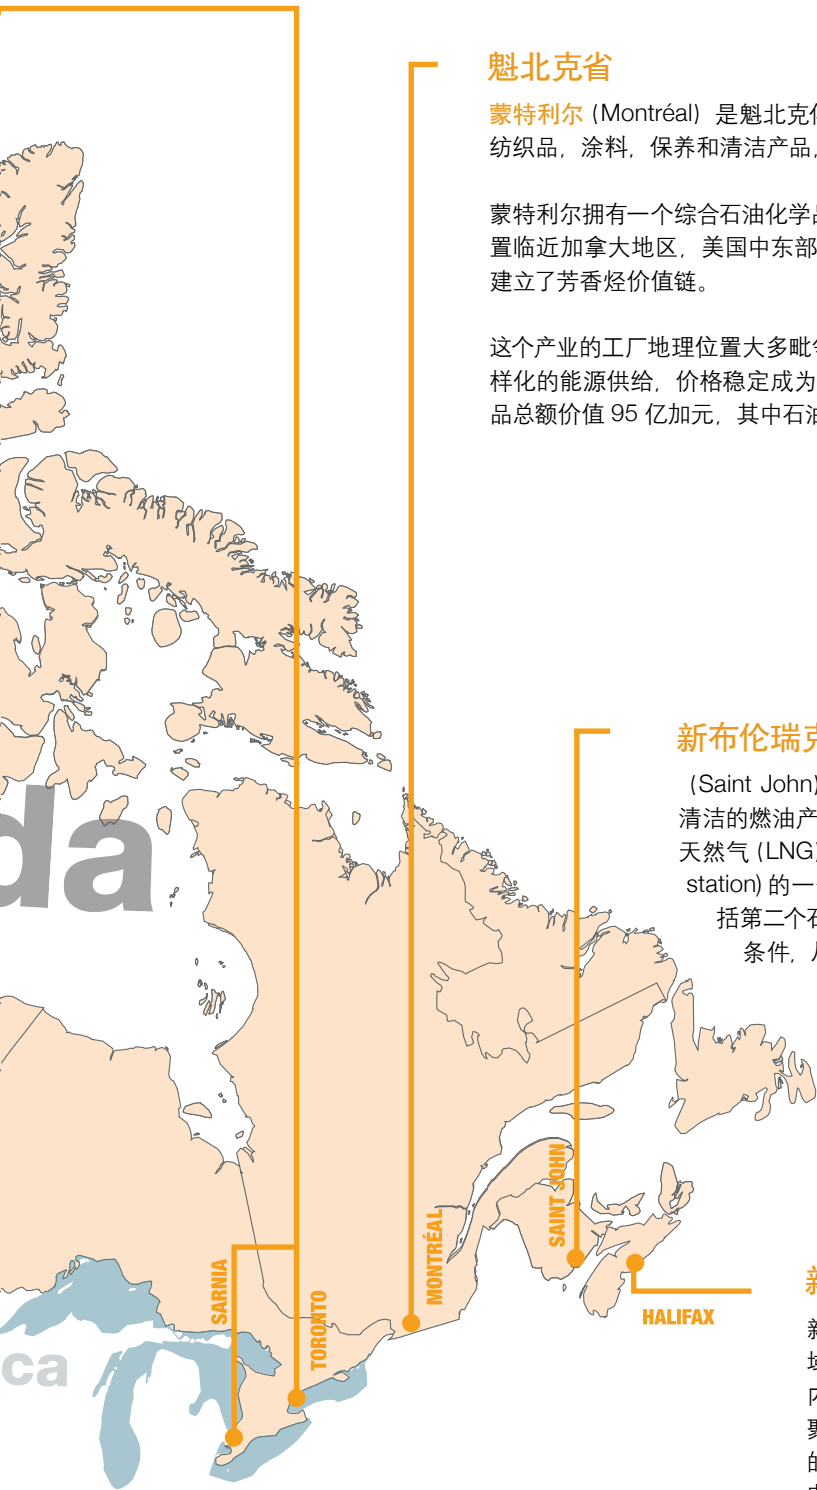 魁北克省
蒙特利尔 (Montréal) 是魁北克
纺织品，涂料，保养和清洁产品，
蒙特利尔拥有一个综合石油化学
置临近加拿大地区，美国中东部
建立了芳香烃价值链。
这个产业的工厂地理位置大多毗
样化的能源供给，价格稳定成为
品总额价值 95 亿加元，其中石
新布伦瑞
(Saint John)
清洁的燃油产
天然气 (LNG)
station) 的一
括第二个
条件，
da
SAINT JOHN
MONTRÉAL
SARNIA
TORONTO
HALIFAX
ca